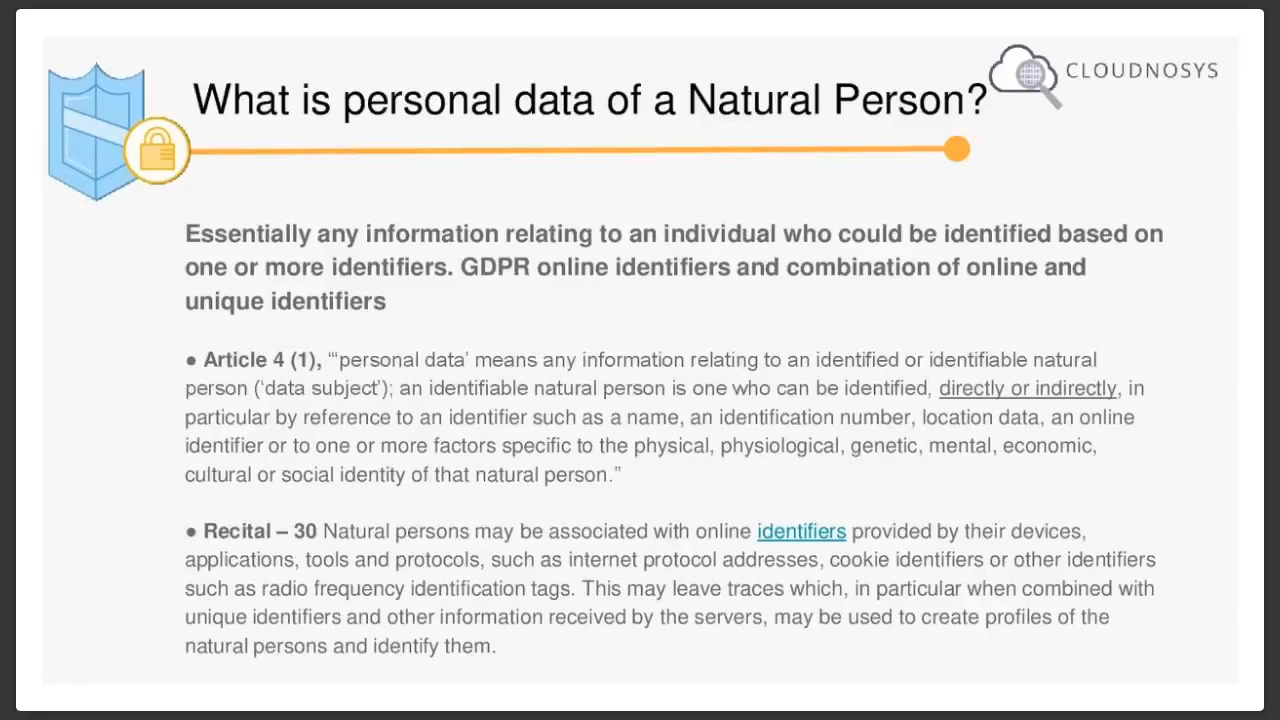 CLOUDNOSYS
What is personal data of a Natural Person?
Essentially any information relating to an individual who could be identified based on
one or more identifiers. GDPR online identifiers and combination of online and
unique identifiers
● Article 4 (1), “‘personal data’ means any information relating to an identified or identifiable natural
person (‘data subject’); an identifiable natural person is one who can be identified, directly or indirectly, in
particular by reference to an identifier such as a name, an identification number, location data, an online
identifier or to one or more factors specific to the physical, physiological, genetic, mental, economic,
cultural or social identity of that natural person.”
● Recital – 30 Natural persons may be associated with online identifiers provided by their devices,
applications, tools and protocols, such as internet protocol addresses, cookie identifiers or other identifiers
such as radio frequency identification tags. This may leave traces which, in particular when combined with
unique identifiers and other information received by the servers, may be used to create profiles of the
natural persons and identify them.